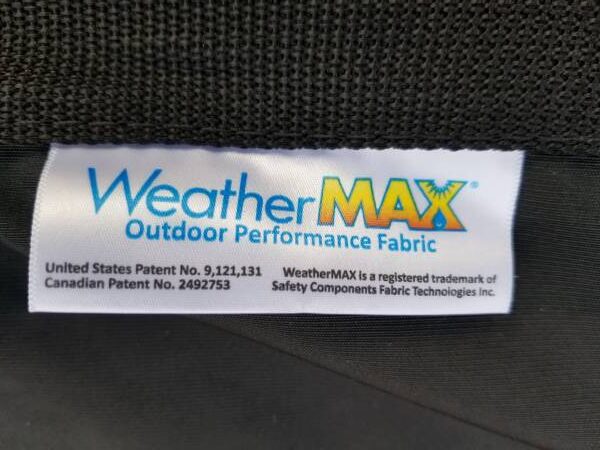 WeatherMAX®
Outdoor Performance Fabric
United States Patent No. 9,121,131
Canadian Patent No. 2492753
WeatherMAX is a registered trademark of
Safety Components Fabric Technologies Inc.